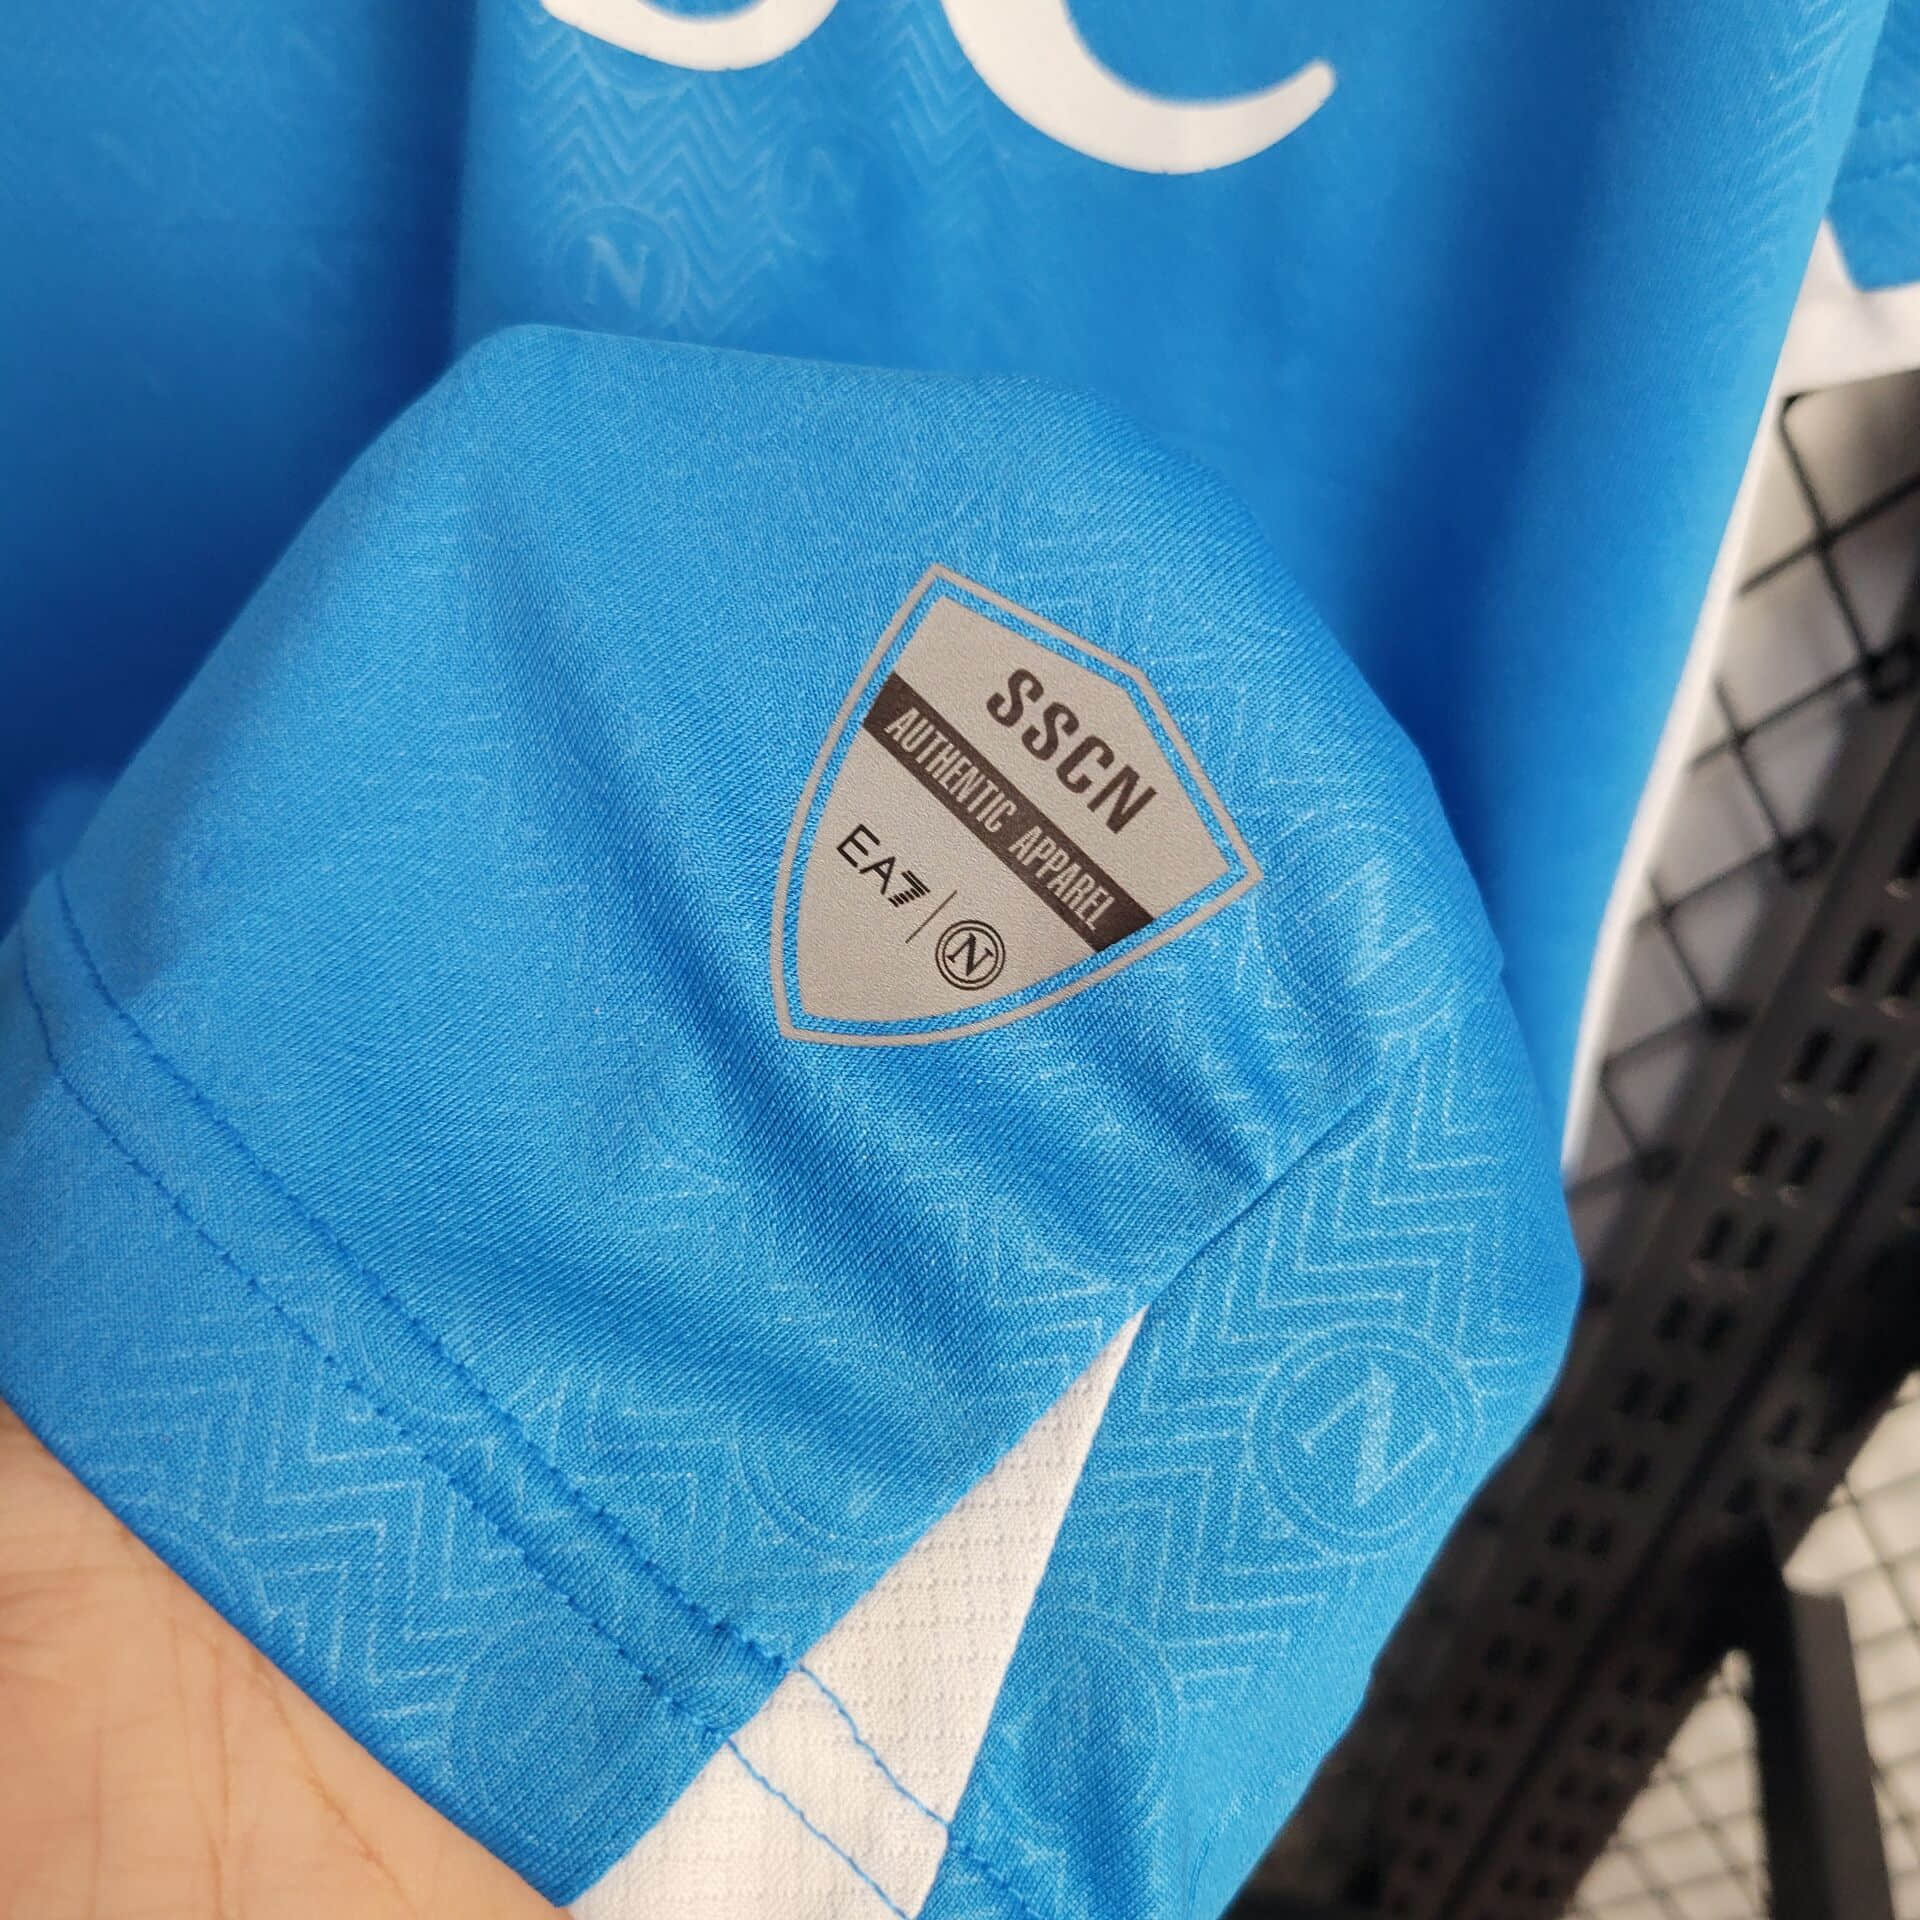 SSCN
AUTHENTIC APPAREL
EA7 | N
N
N